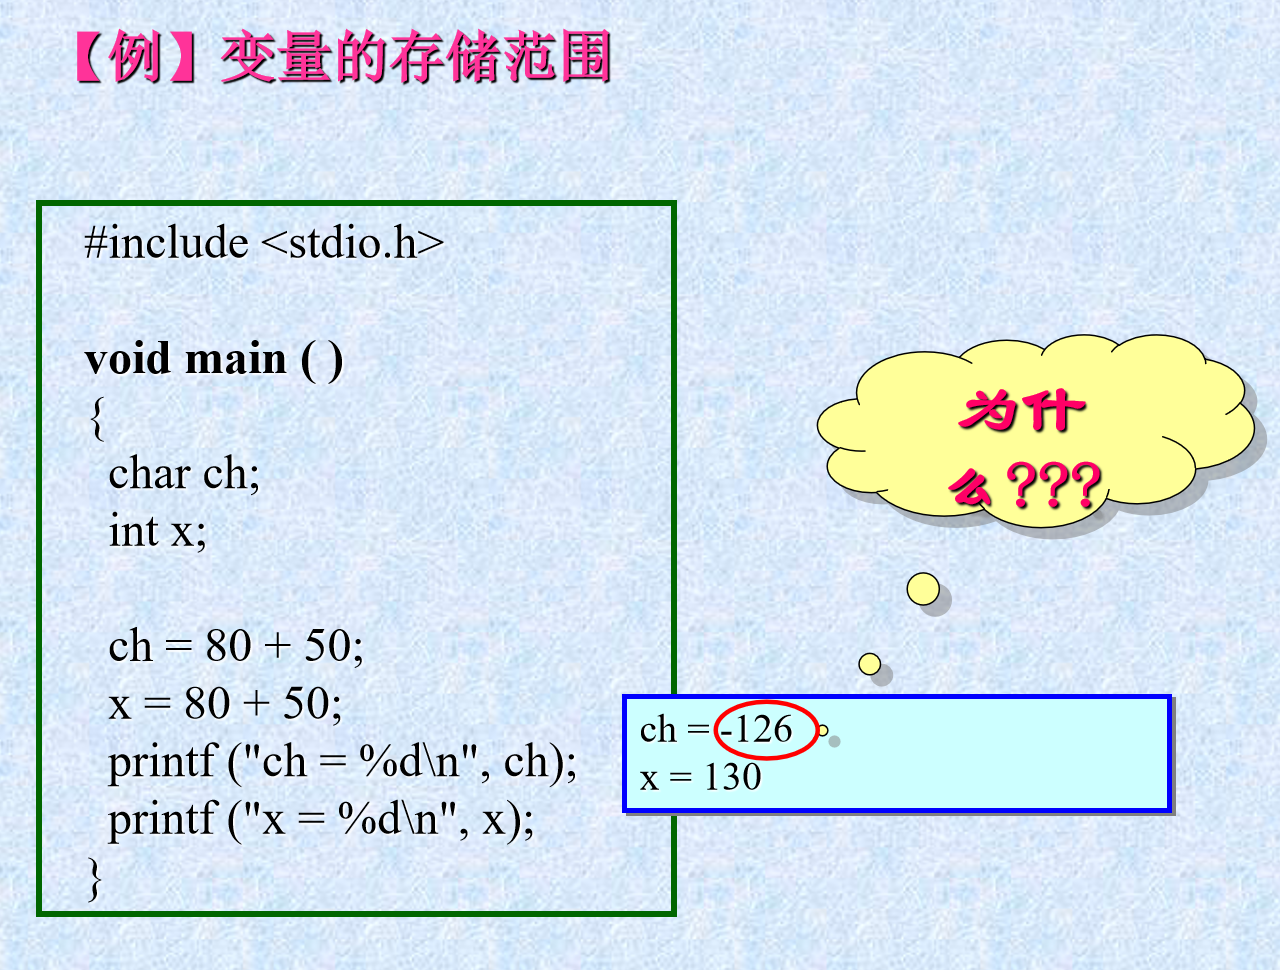 【例】变量的存储范围
#include <stdio.h>
void main ( )
{
char ch;
int x;
ch = 80 + 50;
x = 80 + 50;
printf ("ch = %d\n", ch);
printf ("x = %d\n", x);
}
为什
么???
ch = -126
x = 130